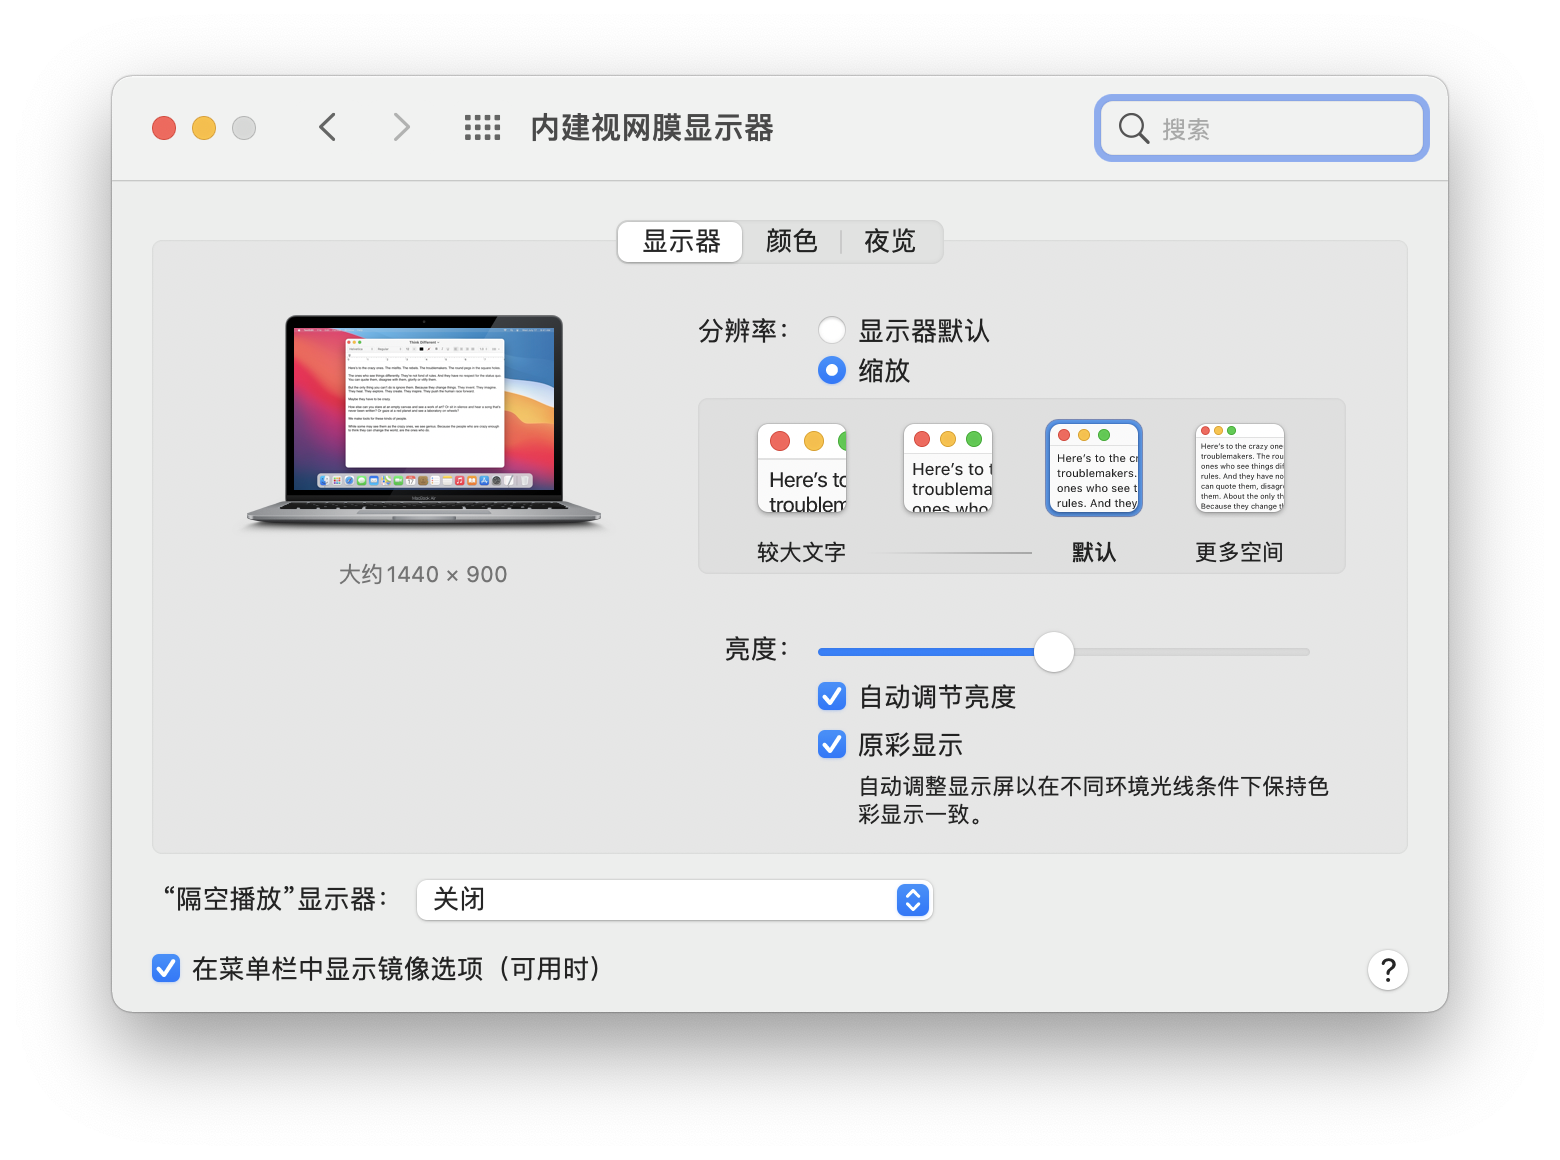 内建视网膜显示器
搜索
显示器
颜色
夜览
分辨率：
显示器默认
缩放
Here's to
troublem
Here's to t
troublema
ones who
Here's to the cr
troublemakers.
ones who see t
rules. And they
Here's to the crazy one
troublemakers. The rou
ones who see things dif
rules. And they have no
can quote them, disagre
them. About the only th
Because they change t
较大文字
默认
更多空间
MacBook Air
大约 1440 × 900
亮度：
自动调节亮度
原彩显示
自动调整显示屏以在不同环境光线条件下保持色
彩显示一致。
“隔空播放”显示器：
关闭
在菜单栏中显示镜像选项（可用时）
?